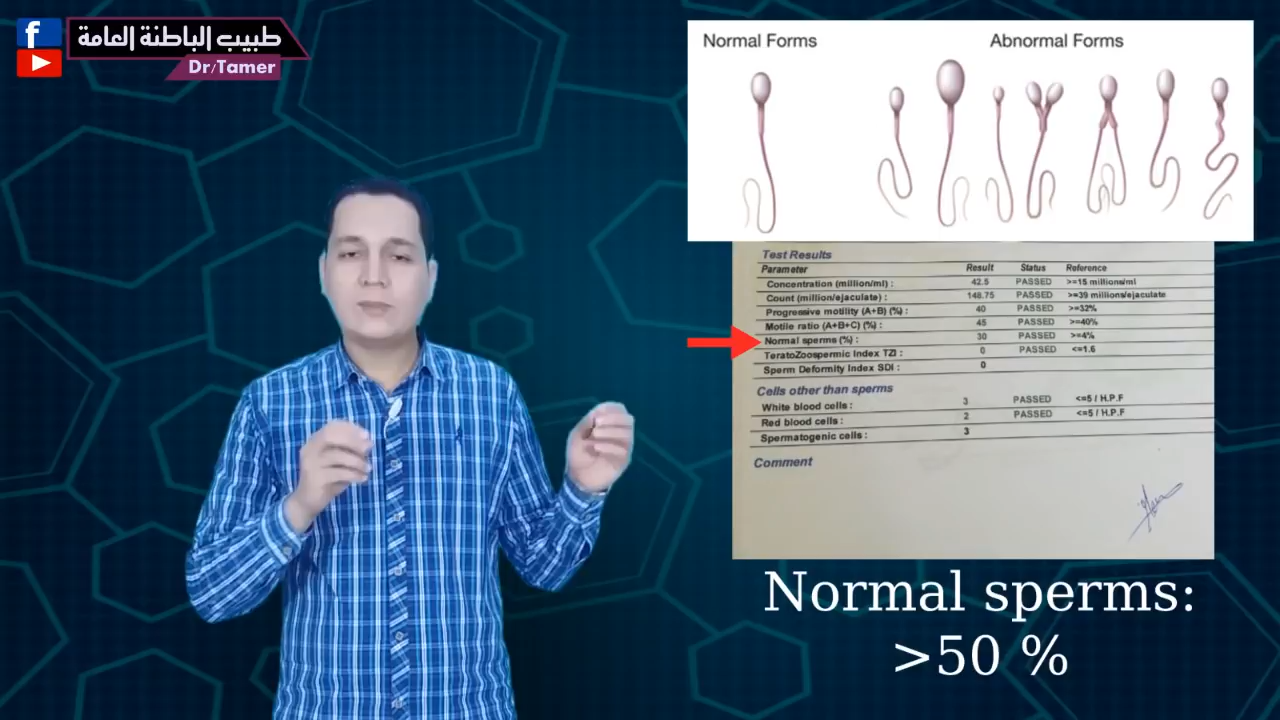 f
طبيب الباطنة العامة
Dr/Tamer
Normal Forms
Abnormal Forms
Test Results
Parameter Result Status Reference
Concentration (million/ml) : 42.5 PASSED >=15 millions/ml
Count (million/ejaculate) : 148.75 PASSED >=39 millions/ejaculate
Progressive motility (A+B) (%) : 40 PASSED >=32%
Motile ratio (A+B+C) (%) : 45 PASSED >=40%
Normal sperms (%) : 30 PASSED >=4%
TeratoZoospermic Index TZI : 0 PASSED <=1.6
Sperm Deformity Index SDI : 0
Cells other than sperms
White blood cells : 3 PASSED <=5 / H.P.F
Red blood cells : 2 PASSED <=5 / H.P.F
Spermatogenic cells : 3
Comment
Normal sperms:
>50 %